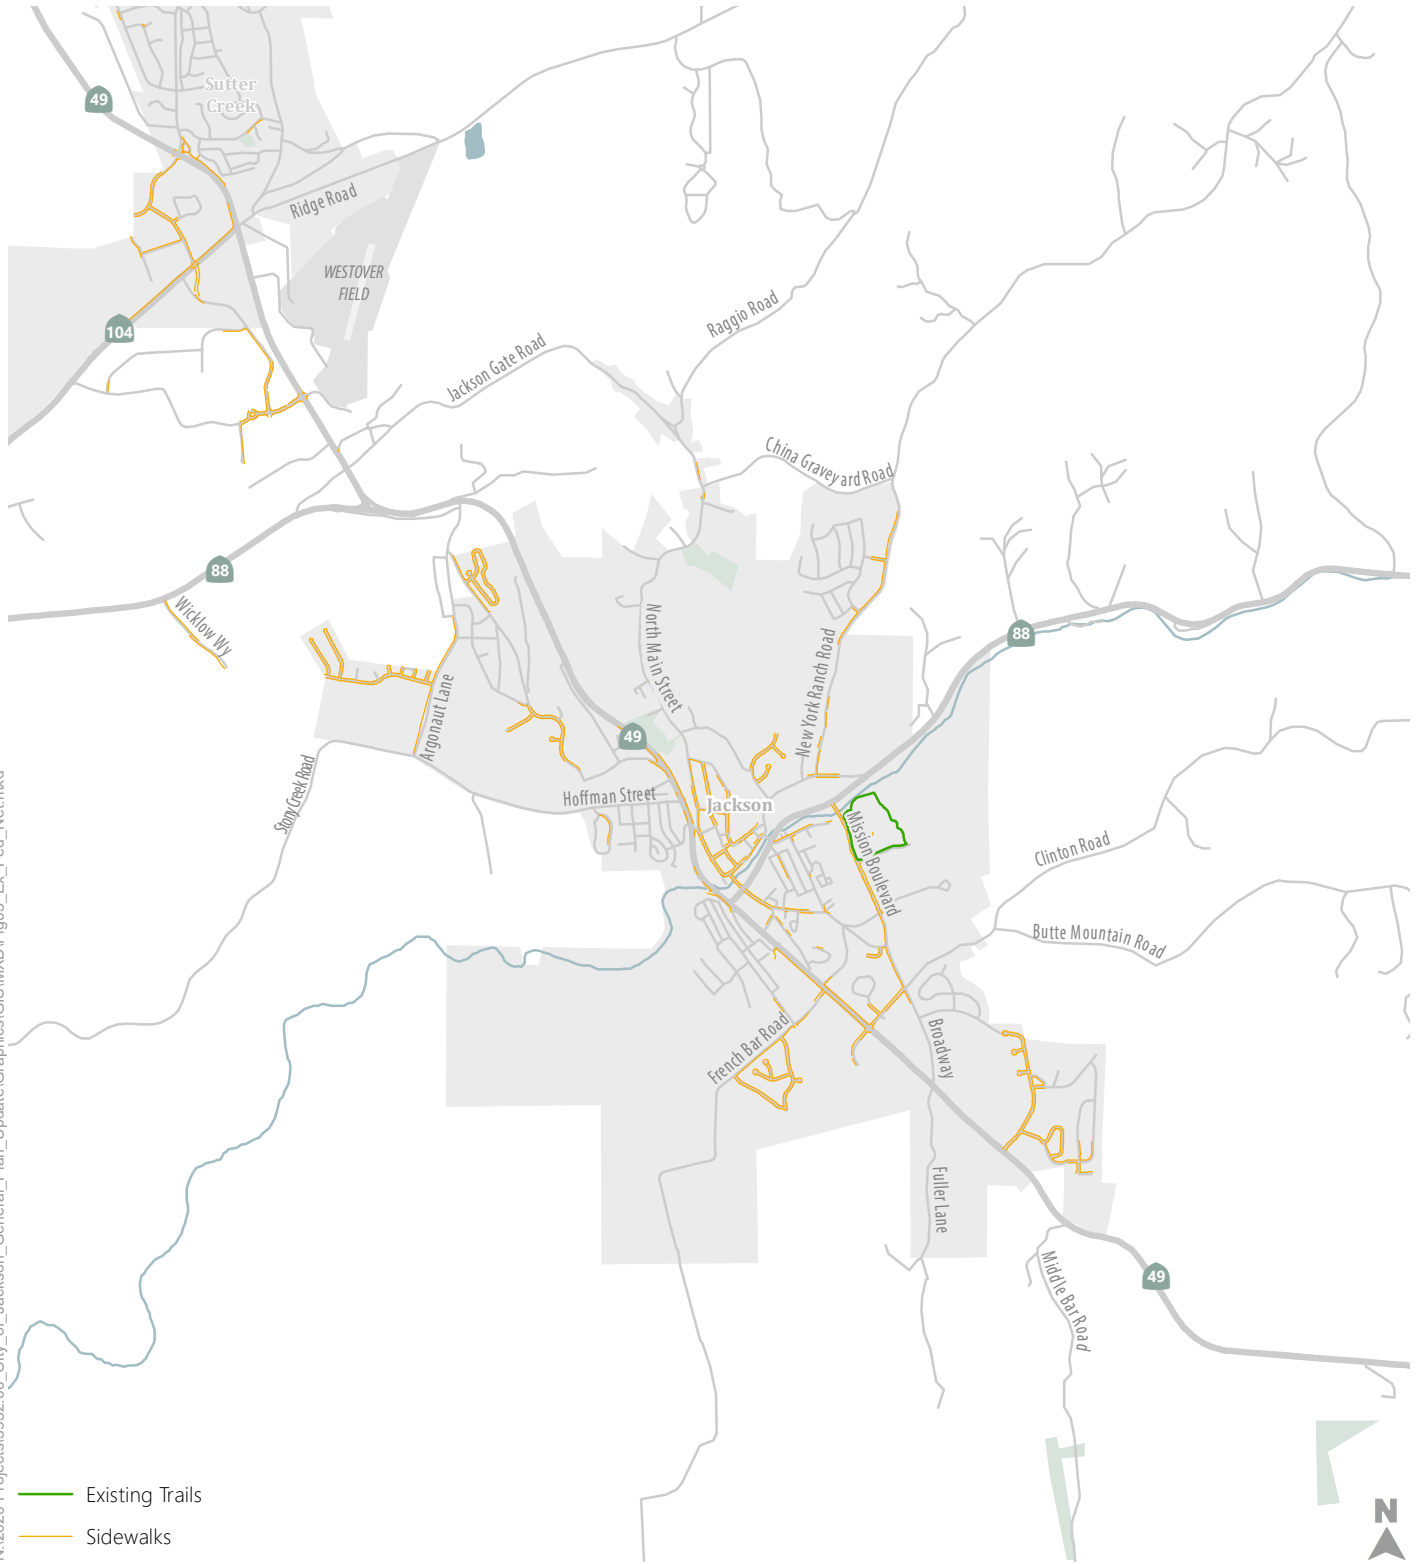 Sutter
Creek
49
Ridge Road
WESTOVER
FIELD
104
Raggio Road
Jackson Gate Road
China Graveyard Road
88
Wicklow Wy
88
North Main Street
New York Ranch Road
Argonaut Lane
49
Stony Creek Road
Hoffman Street
Jackson
Mission Boulevard
Clinton Road
Butte Mountain Road
French Bar Road
Broadway
Fuller Lane
Middle Bar Road
49
Existing Trails
Sidewalks
N